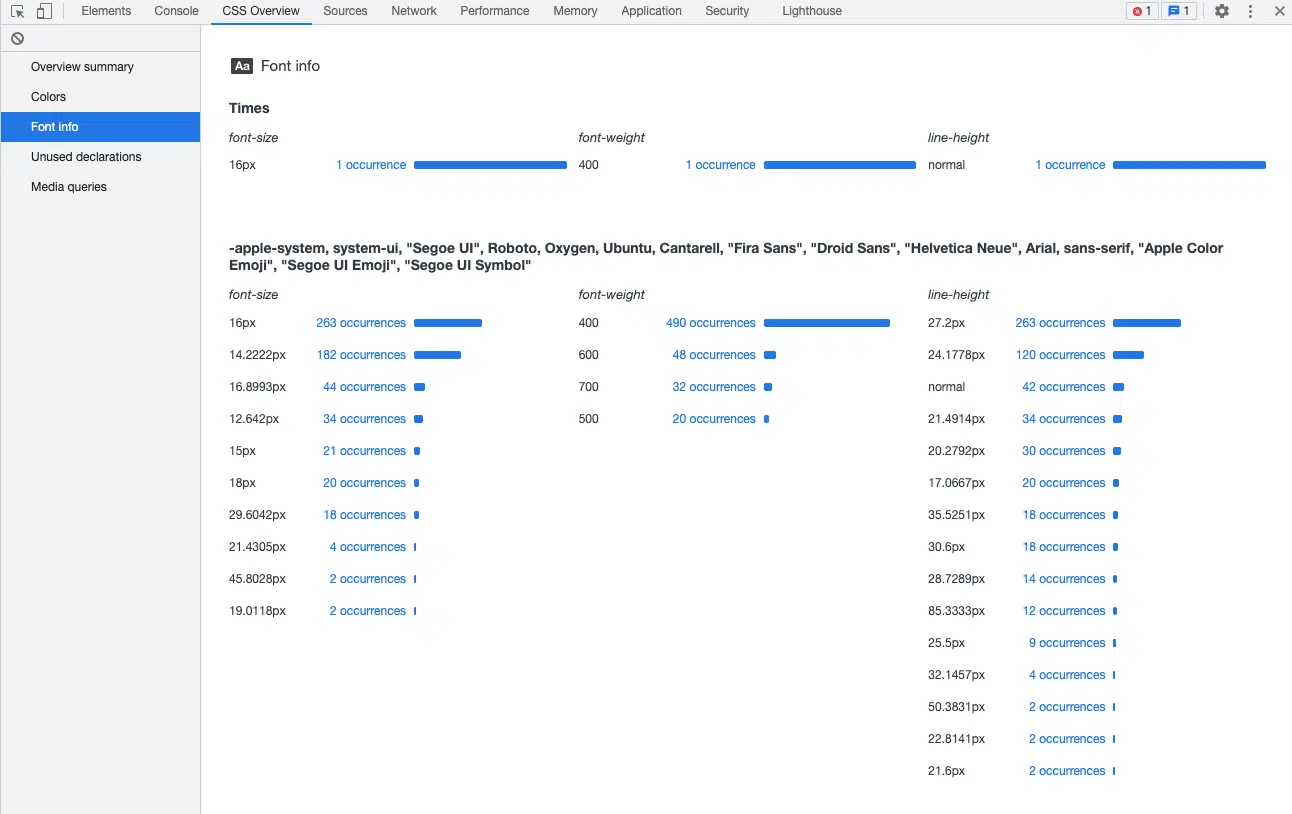 Elements Console CSS Overview Sources Network Performance Memory Application Security Lighthouse 1 1
Overview summary
Colors
Font info
Unused declarations
Media queries
Aa Font info
Times
font-size font-weight line-height
16px 1 occurrence 400 1 occurrence normal 1 occurrence
-apple-system, system-ui, "Segoe UI", Roboto, Oxygen, Ubuntu, Cantarell, "Fira Sans", "Droid Sans", "Helvetica Neue", Arial, sans-serif, "Apple Color
Emoji", "Segoe UI Emoji", "Segoe UI Symbol"
font-size font-weight line-height
16px 263 occurrences 400 490 occurrences 27.2px 263 occurrences
14.2222px 182 occurrences 600 48 occurrences 24.1778px 120 occurrences
16.8993px 44 occurrences 700 32 occurrences normal 42 occurrences
12.642px 34 occurrences 500 20 occurrences 21.4914px 34 occurrences
15px 21 occurrences 20.2792px 30 occurrences
18px 20 occurrences 17.0667px 20 occurrences
29.6042px 18 occurrences 35.5251px 18 occurrences
21.4305px 4 occurrences 30.6px 18 occurrences
45.8028px 2 occurrences 28.7289px 14 occurrences
19.0118px 2 occurrences 85.3333px 12 occurrences
25.5px 9 occurrences
32.1457px 4 occurrences
50.3831px 2 occurrences
22.8141px 2 occurrences
21.6px 2 occurrences